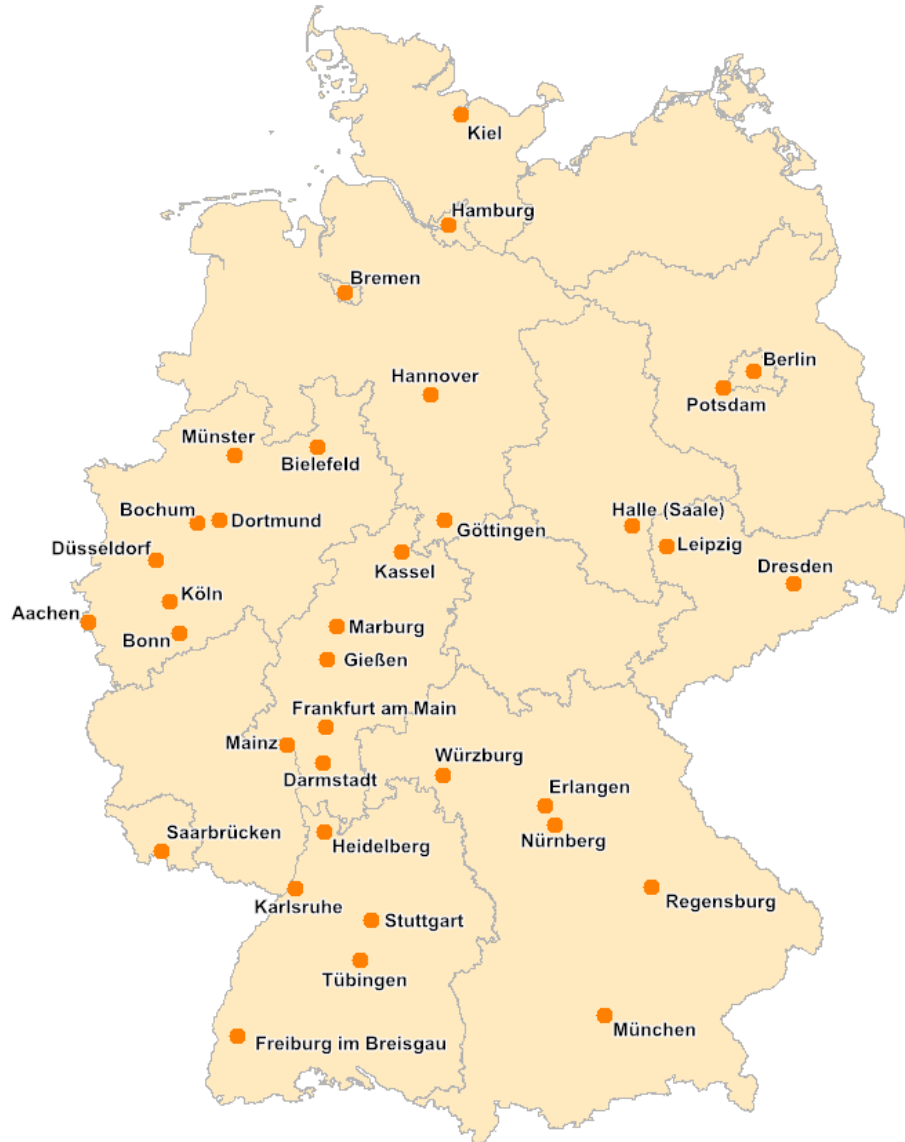 Kiel
Hamburg
Bremen
Berlin
Hannover
Potsdam
Münster
Bielefeld
Bochum
Dortmund
Halle (Saale)
Göttingen
Düsseldorf
Leipzig
Kassel
Dresden
Köln
Aachen
Marburg
Bonn
Gießen
Frankfurt am Main
Mainz
Würzburg
Darmstadt
Erlangen
Saarbrücken
Nürnberg
Heidelberg
Regensburg
Karlsruhe
Stuttgart
Tübingen
München
Freiburg im Breisgau